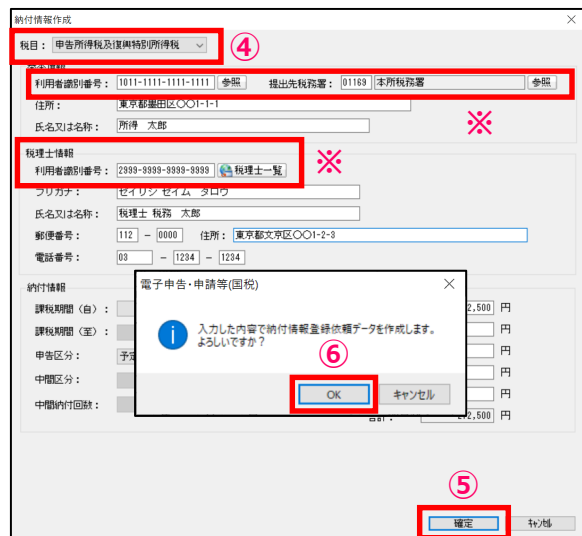 納付情報作成
税目： 申告所得税及復興特別所得税 ④
利用者識別番号： 1011-1111-1111-1111 参照 提出先税務署： 01169 本所税務署 参照
住所： 東京都墨田区〇〇1-1-1 ※
氏名又は名称： 所得 太郎
税理士情報
利用者識別番号： 2999-9999-9999-9999 税理士一覧 ※
フリガナ： ゼイリシ ゼイム タロウ
氏名又は名称： 税理士 税務 太郎
郵便番号： 112 - 0000 住所： 東京都文京区〇〇1-2-3
電話番号： 03 - 1234 - 1234
納付情報
課税期間（自）： 2,500 円
課税期間（至）： 円
申告区分： 予定 円
中間区分： 円
中間納付回数： 合計： 2,500 円
電子申告・申請等(国税)
入力した内容で納付情報登録依頼データを作成します。
よろしいですか？
⑥
OK キャンセル
⑤
確定 キャンセル